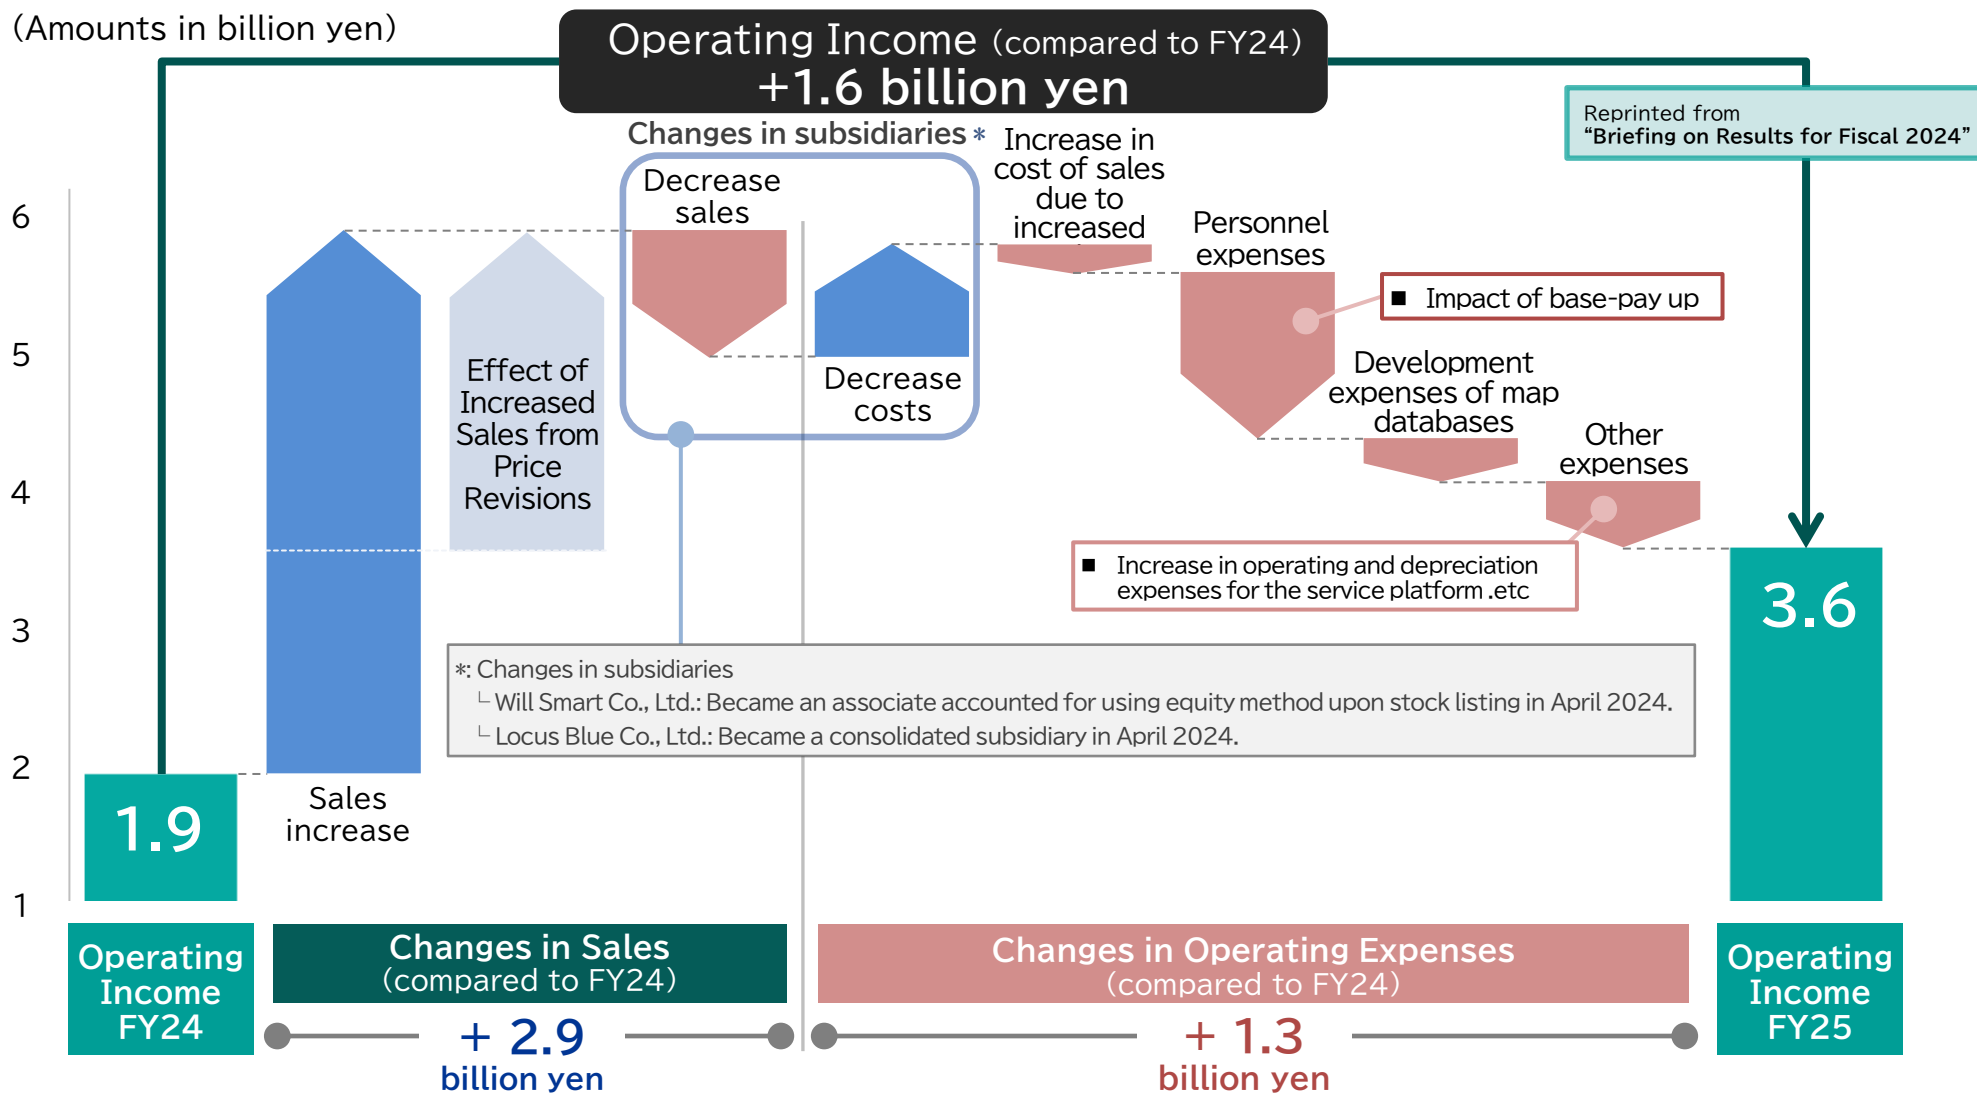 (Amounts in billion yen)
Operating Income (compared to FY24)
+1.6 billion yen
Reprinted from
“Briefing on Results for Fiscal 2024”
Changes in subsidiaries *
Decrease
sales
Decrease
costs
Increase in
cost of sales
due to
increased
Personnel
expenses
■ Impact of base-pay up
Development
expenses of map
databases
Other
expenses
■ Increase in operating and depreciation
expenses for the service platform .etc
Effect of
Increased
Sales from
Price
Revisions
Sales
increase
6
5
4
3
2
1
1.9
3.6
*: Changes in subsidiaries
└ Will Smart Co., Ltd.: Became an associate accounted for using equity method upon stock listing in April 2024.
└ Locus Blue Co., Ltd.: Became a consolidated subsidiary in April 2024.
Operating
Income
FY24
Changes in Sales
(compared to FY24)
+ 2.9
billion yen
Changes in Operating Expenses
(compared to FY24)
+ 1.3
billion yen
Operating
Income
FY25